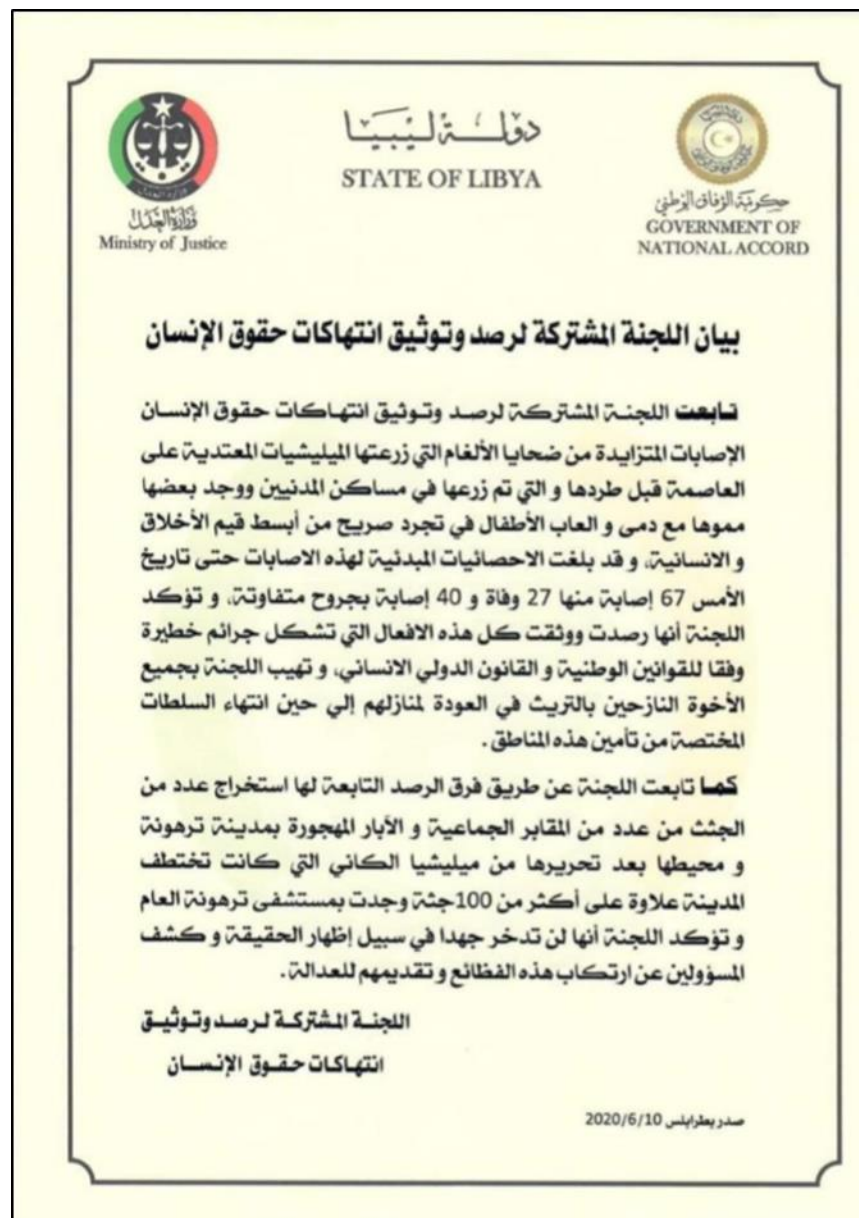 دولة ليبيا
STATE OF LIBYA
وزارة العدل
وزارة العدل
Ministry of Justice
حكومة الوفاق الوطني
GOVERNMENT OF
NATIONAL ACCORD
بيان اللجنة المشتركة لرصد وتوثيق انتهاكات حقوق الإنسان
تابعت اللجنة المشتركة لرصد وتوثيق انتهاكات حقوق الإنسان
الإصابات المتزايدة من ضحايا الألغام التي زرعتها الميليشيات المعتدية على
العاصمة قبل طردها و التي تم زرعها في مساكن المدنيين ووجد بعضها
مموها مع دمى و العاب الأطفال في تجرد صريح من أبسط قيم الأخلاق
و الانسانية، و قد بلغت الاحصائيات المبدئية لهذه الاصابات حتى تاريخ
الأمس 67 إصابة منها 27 وفاة و 40 إصابة بجروح متفاوتة، و تؤكد
اللجنة أنها رصدت ووثقت كل هذه الافعال التي تشكل جرائم خطيرة
وفقا للقوانين الوطنية و القانون الدولي الانساني، و تهيب اللجنة بجميع
الأخوة النازحين بالتريث في العودة لمنازلهم إلي حين انتهاء السلطات
المختصة من تأمين هذه المناطق.
كما تابعت اللجنة عن طريق فرق الرصد التابعة لها استخراج عدد من
الجثث من عدد من المقابر الجماعية و الآبار المهجورة بمدينة ترهونة
و محيطها بعد تحريرها من ميليشيا الكاني التي كانت تختطف
المدينة علاوة على أكثر من 100جثة وجدت بمستشفى ترهونة العام
و تؤكد اللجنة أنها لن تدخر جهدا في سبيل إظهار الحقيقة و كشف
المسؤولين عن ارتكاب هذه الفظائع و تقديمهم للعدالة.
اللجنة المشتركة لرصد وتوثيق
انتهاكات حقوق الإنسان
صدر بطرابلس 2020/6/10